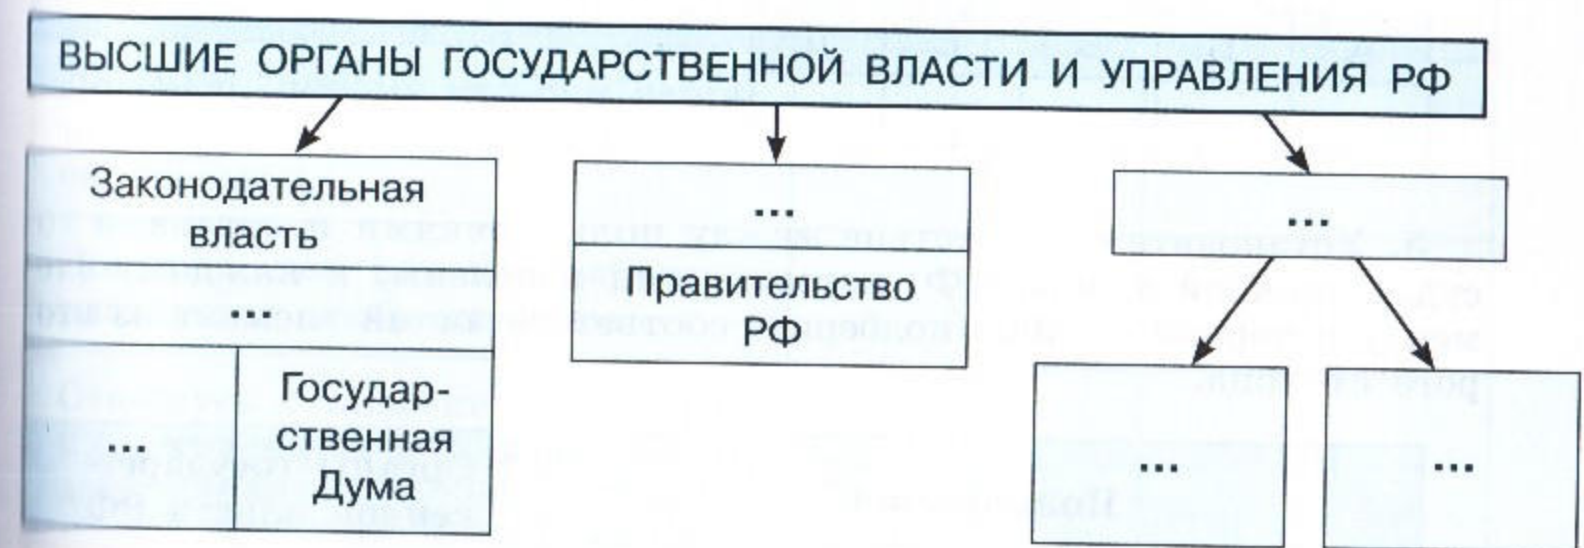 ВЫСШИЕ ОРГАНЫ ГОСУДАРСТВЕННОЙ ВЛАСТИ И УПРАВЛЕНИЯ РФ
Законодательная
власть
...
...
Государ-
ственная
Дума
...
Правительство
РФ
...
...
...